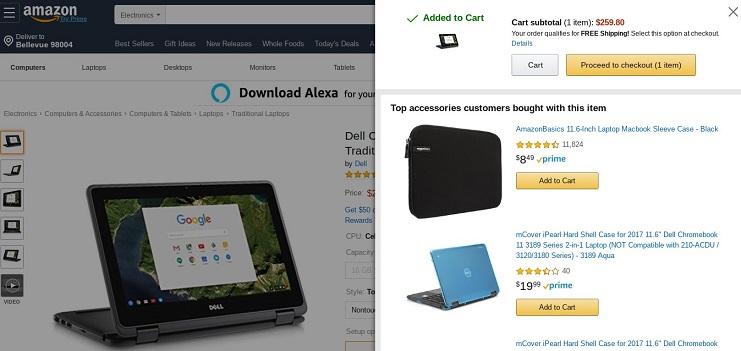 amazon
Try Prime
Electronics
Deliver to
Bellevue 98004
Best Sellers Gift Ideas New Releases Whole Foods Today's Deals
Computers Laptops Desktops Monitors Tablets
Download Alexa for your
Electronics › Computers & Accessories › Computers & Tablets › Laptops › Traditional Laptops
Dell
Tradit
by Dell
Price:
Get $50
Rewards
CPU:
Capacity
16 GB
Style:
Nontou
Setup op
VIDEO
Google
DELL
Added to Cart
Cart subtotal (1 item): $259.80
Your order qualifies for FREE Shipping! Select this option at checkout.
Details
Cart
Proceed to checkout (1 item)
Top accessories customers bought with this item
AmazonBasics 11.6-Inch Laptop Macbook Sleeve Case - Black
11,824
$8.49 prime
Add to Cart
mCover iPearl Hard Shell Case for 2017 11.6" Dell Chromebook
11 3189 Series 2-in-1 Laptop (NOT Compatible with 210-ACDU /
3120/3180 Series) - 3189 Aqua
40
$19.99 prime
Add to Cart
mCover iPearl Hard Shell Case for 2017 11.6" Dell Chromebook